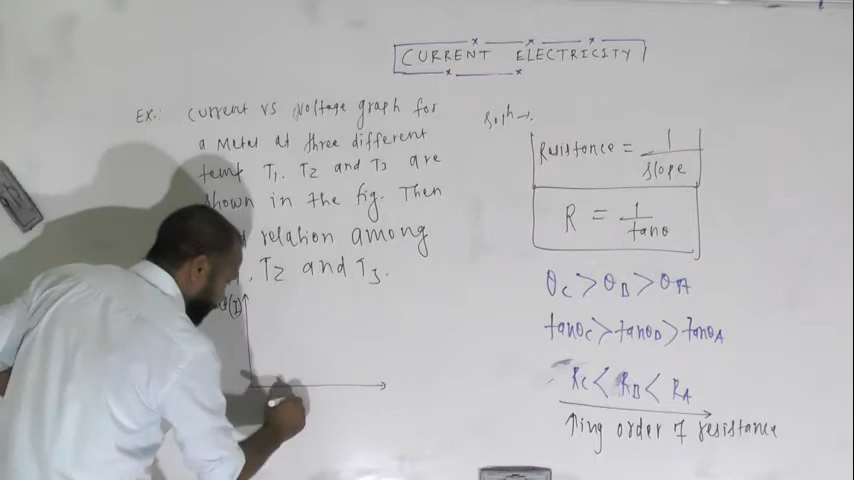 CURRENT ELECTRICITY
EX:. Current vs Voltage graph for
a Metal at three different
temp T1, T2 and T3 are
shown in the fig. Then
relation among
, T2 and T3.
(I)
Soln→
Resistance = 1/slope
R = 1/tanθ
θC > θB > θA
tanθC > tanθB > tanθA
RC < RB < RA
↑ing order of resistance